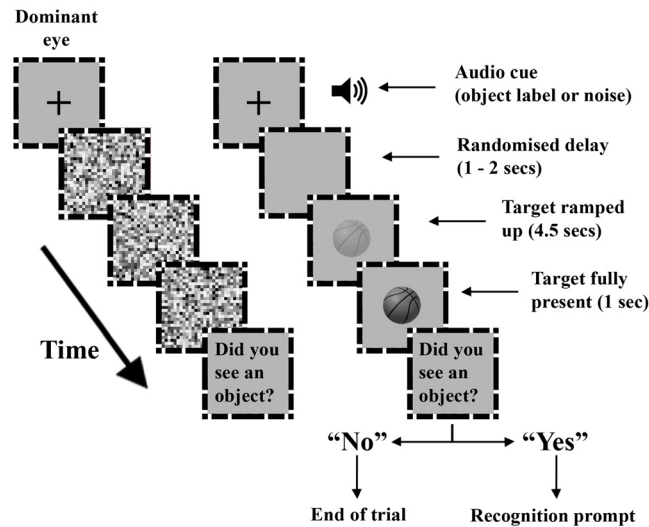 Dominant
eye
Audio cue
(object label or noise)
Randomised delay
(1 - 2 secs)
Target ramped
up (4.5 secs)
Target fully
present (1 sec)
Time
Did you
see an
object?
Did you
see an
object?
“No”
“Yes”
End of trial
Recognition prompt